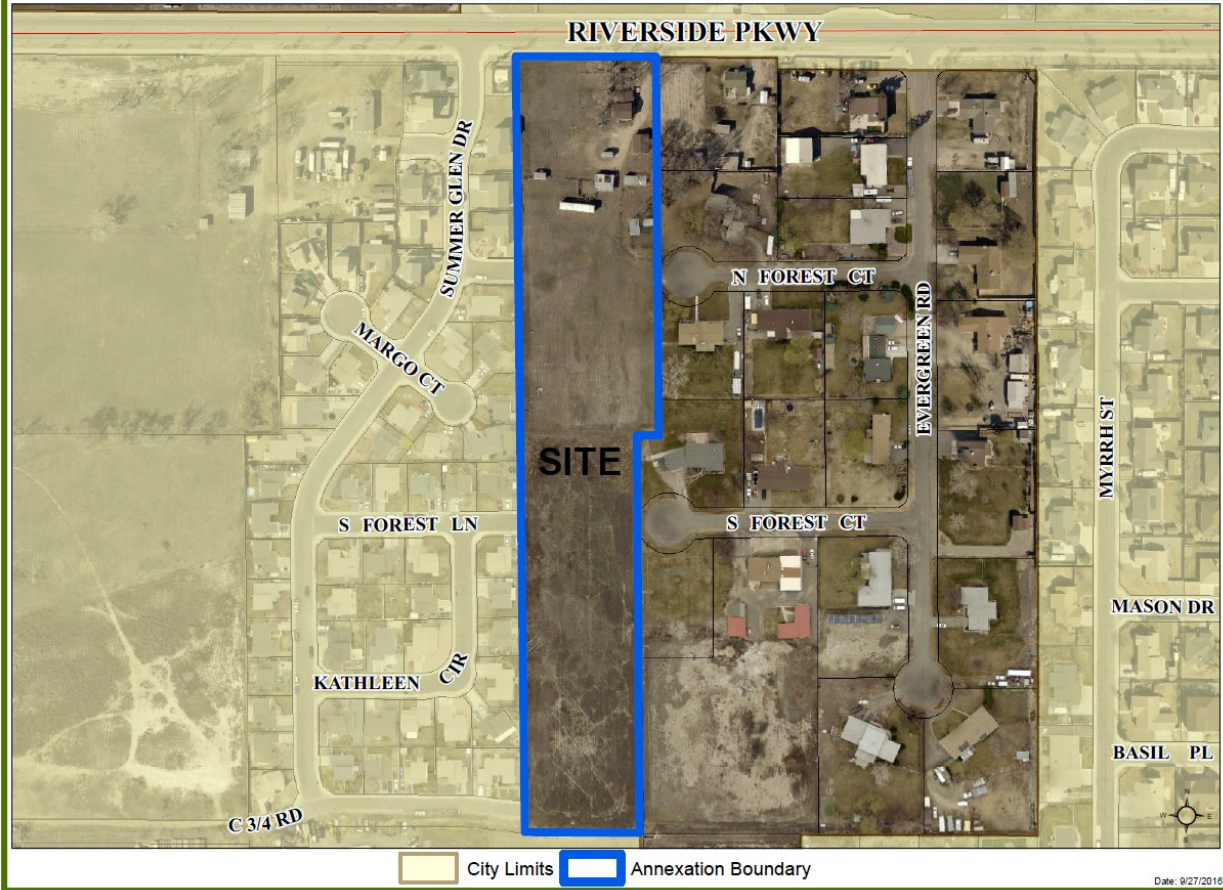 RIVERSIDE PKWY
SUMMER GLEN DR
N FOREST CT
EVERGREEN RD
MARGO CT
MYRRH ST
SITE
S FOREST LN
S FOREST CT
MASON DR
KATHLEEN CIR
BASIL PL
C 3/4 RD
N
W E
S
City Limits
Annexation Boundary
Date: 9/27/2016